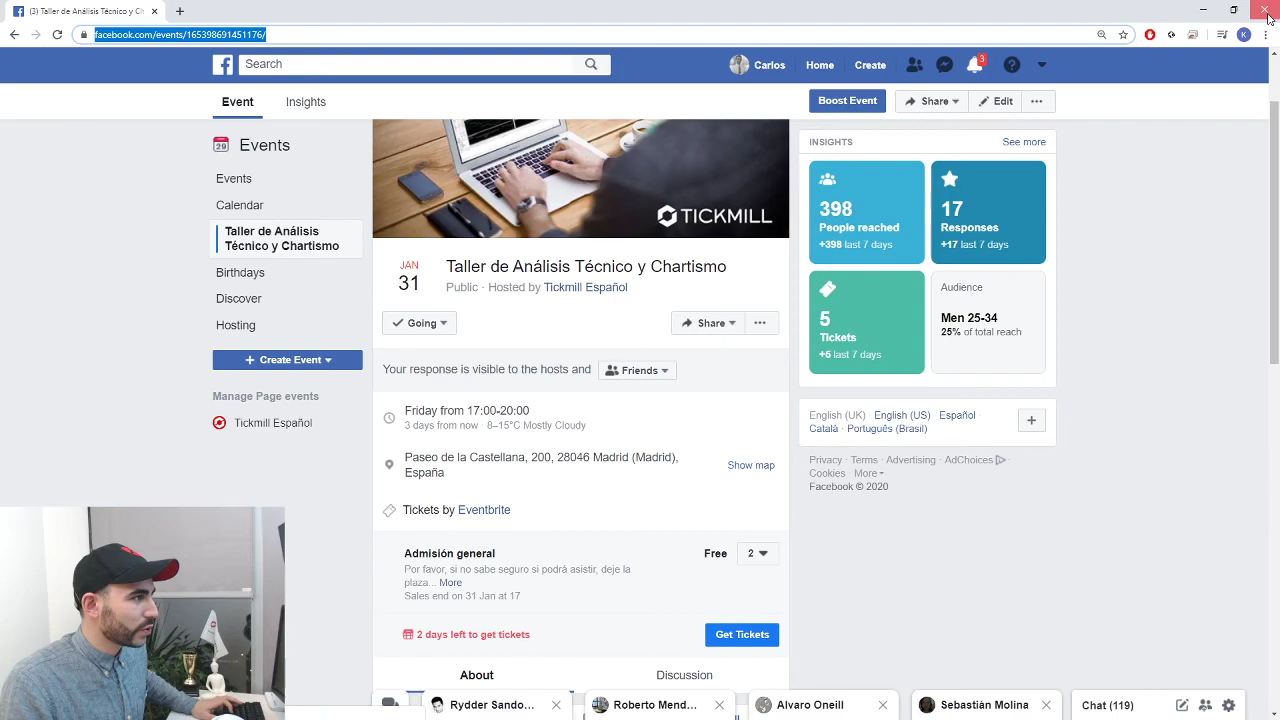 (3) Taller de Análisis Técnico y Ch
facebook.com/events/165398691451176/
K
Search
Carlos
Home
Create
3
Event
Insights
Boost Event
Share
Edit
29
Events
Events
Calendar
Taller de Análisis
Técnico y Chartismo
Birthdays
Discover
Hosting
Create Event
Manage Page events
Tickmill Español
TICKMILL
JAN
31
Taller de Análisis Técnico y Chartismo
Public · Hosted by Tickmill Español
Going
Share
Your response is visible to the hosts and
Friends
Friday from 17:00-20:00
3 days from now · 8–15°C Mostly Cloudy
Paseo de la Castellana, 200, 28046 Madrid (Madrid),
España
Show map
Tickets by Eventbrite
Admisión general
Free
2
Por favor, si no sabe seguro si podrá asistir, deje la
plaza... More
Sales end on 31 Jan at 17
2 days left to get tickets
Get Tickets
About
Discussion
INSIGHTS
See more
398
People reached
+398 last 7 days
17
Responses
+17 last 7 days
5
Tickets
+5 last 7 days
Audience
Men 25-34
25% of total reach
English (UK) · English (US) · Español ·
Català · Português (Brasil)
Privacy · Terms · Advertising · AdChoices ·
Cookies · More
Facebook © 2020
Rydder Sando...
Roberto Mend...
Alvaro Oneill
Sebastián Molina
Chat (119)